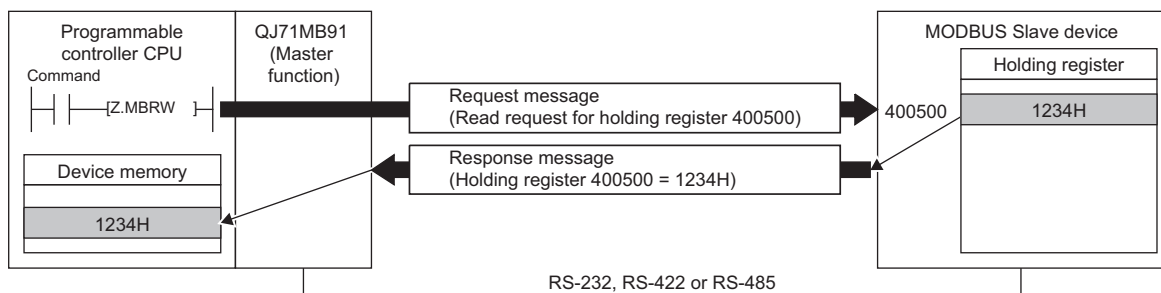 Programmable
controller CPU
Command
[Z.MBRW ]
Device memory
1234H
QJ71MB91
(Master
function)
Request message
(Read request for holding register 400500)
Response message
(Holding register 400500 = 1234H)
RS-232, RS-422 or RS-485
MODBUS Slave device
Holding register
400500
1234H